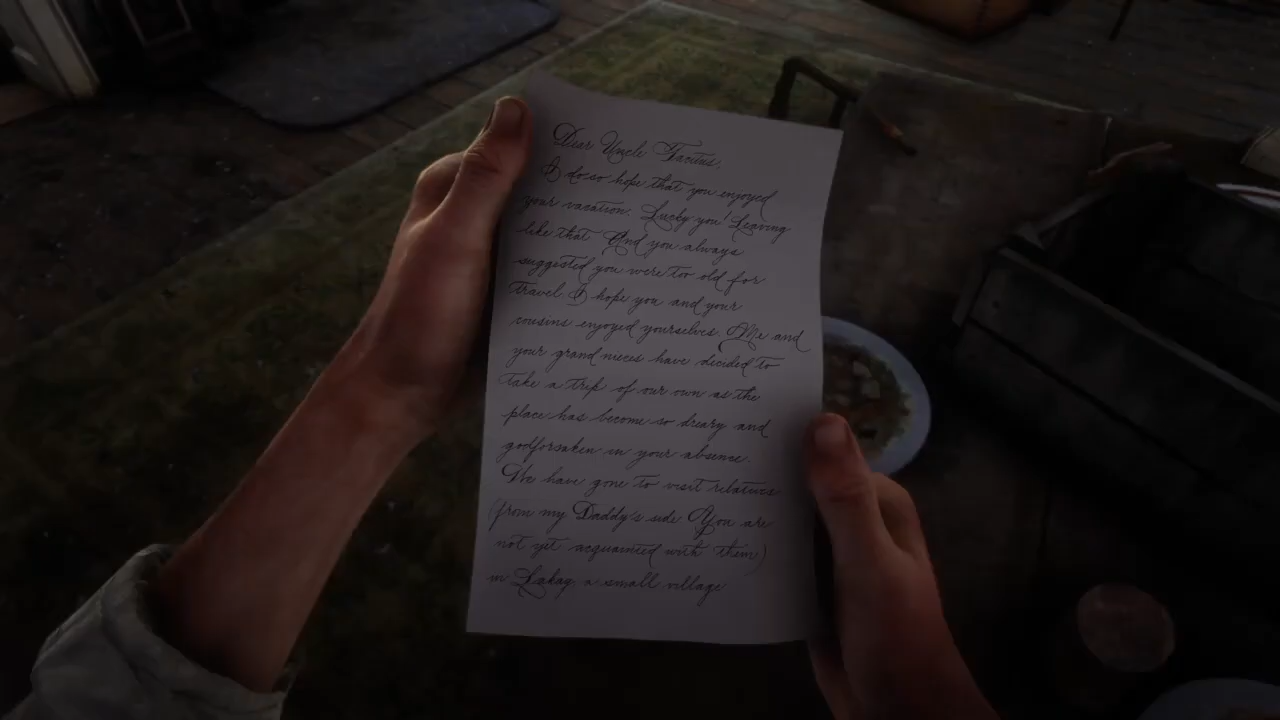 Dear Uncle Tacitus,
I do so hope that you enjoyed
your vacation. Lucky you! Leaving
like that. And you always
suggested you were too old for
travel. I hope you and your
cousins enjoyed yourselves. Me and
your grand nieces have decided to
take a trip of our own as the
place has become so dreary and
godforsaken in your absence.
We have gone to visit relatives
(from my Daddy's side. You are
not yet acquainted with them)
in Lakay a small village